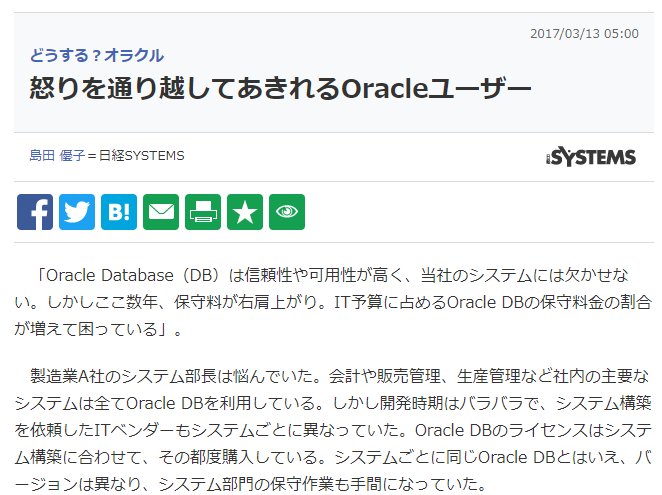 2017/03/13 05:00
どうする？オラクル
怒りを通り越してあきれるOracleユーザー
島田 優子＝日経SYSTEMS
日経SYSTEMS
B!
「Oracle Database（DB）は信頼性や可用性が高く、当社のシステムには欠かせな
い。しかしここ数年、保守料が右肩上がり。IT予算に占めるOracle DBの保守料金の割合
が増えて困っている」。
製造業A社のシステム部長は悩んでいた。会計や販売管理、生産管理など社内の主要な
システムは全てOracle DBを利用している。しかし開発時期はバラバラで、システム構築
を依頼したITベンダーもシステムごとに異なっていた。Oracle DBのライセンスはシステ
ム構築に合わせて、その都度購入している。システムごとに同じOracle DBとはいえ、バ
ージョンは異なり、システム部門の保守作業も手間になっていた。